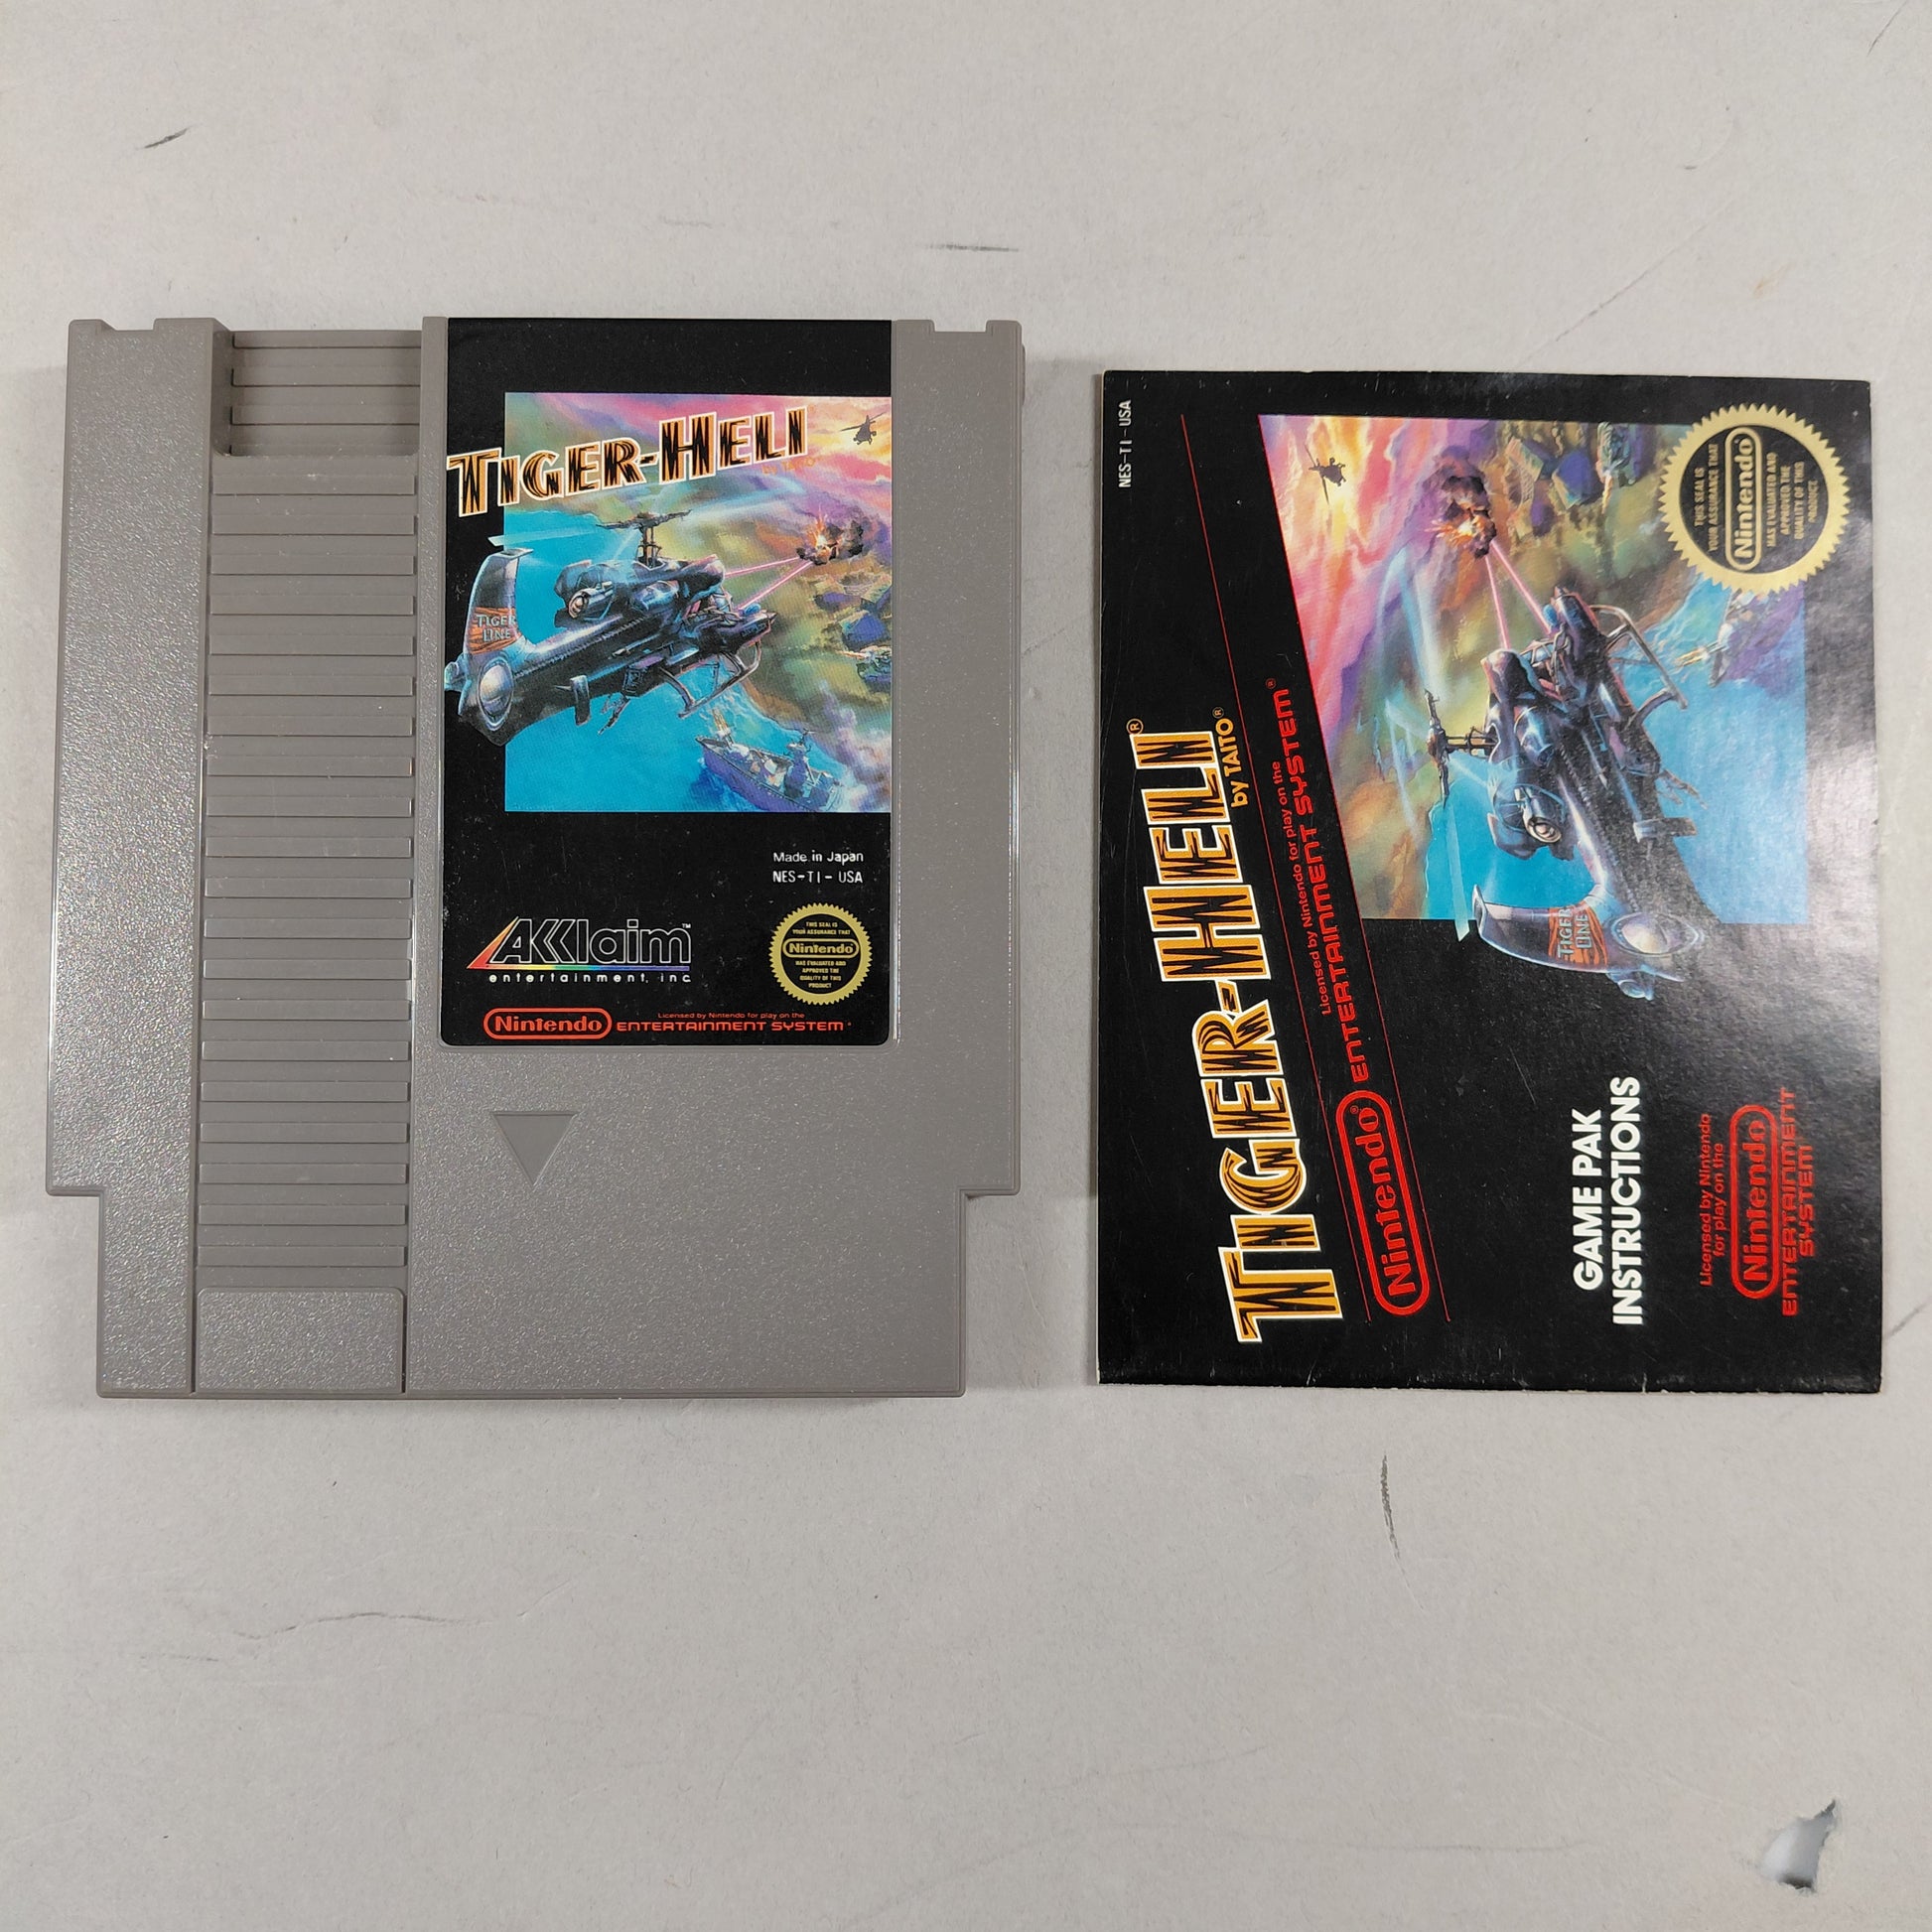 TIGER-HELI
by TAITO
TIGER
LINE
Made in Japan
NES-TI-USA
AKKlaim™
entertainment, inc.
THIS SEAL IS
YOUR ASSURANCE THAT
Nintendo
HAS EVALUATED AND
APPROVED THE
QUALITY OF THIS
PRODUCT
Licensed by Nintendo for play on the
Nintendo ENTERTAINMENT SYSTEM®
NES-TI-USA
TIGER-HELI®
by TAITO®
Licensed by Nintendo for play on the
Nintendo® ENTERTAINMENT SYSTEM®
THIS SEAL IS
YOUR ASSURANCE THAT
Nintendo
HAS EVALUATED AND
APPROVED THE
QUALITY OF THIS
PRODUCT
TIGER
LINE
GAME PAK
INSTRUCTIONS
Licensed by Nintendo
for play on the
Nintendo
ENTERTAINMENT
SYSTEM®